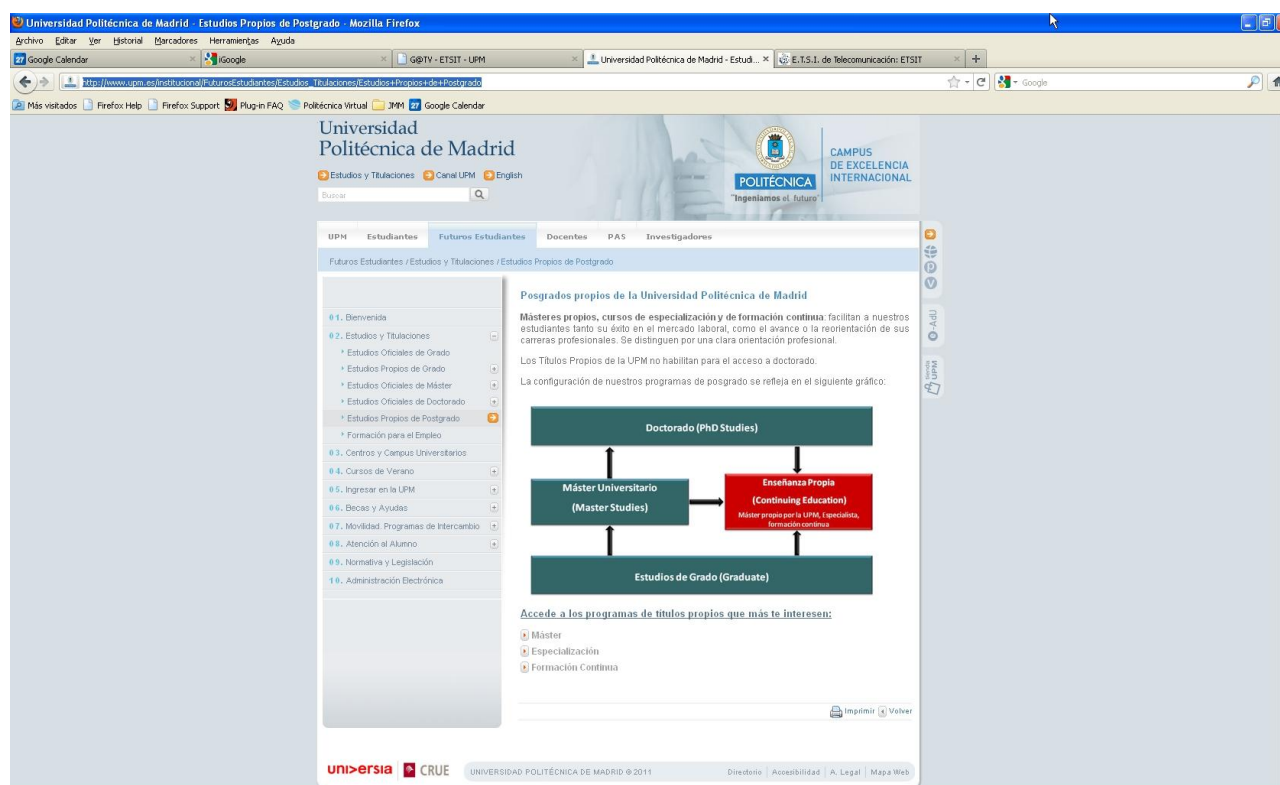 Universidad Politécnica de Madrid - Estudios Propios de Postgrado - Mozilla Firefox
Archivo Editar Ver Historial Marcadores Herramientas Ayuda
27 Google Calendar × iGoogle × G@TV - ETSIT - UPM × Universidad Politécnica de Madrid - Estudi... × E.T.S.I. de Telecomunicación: ETSIT × +
http://www.upm.es/institucional/FuturosEstudiantes/Estudios_Titulaciones/Estudios+Propios+de+Postgrado
Google
Más visitados Firefox Help Firefox Support Plug-in FAQ Politécnica Virtual JMM 27 Google Calendar
Universidad
Politécnica de Madrid
Estudios y Titulaciones Canal UPM English
Buscar
POLITÉCNICA
"Ingeniamos el futuro"
CAMPUS
DE EXCELENCIA
INTERNACIONAL
UPM Estudiantes Futuros Estudiantes Docentes PAS Investigadores
Futuros Estudiantes / Estudios y Titulaciones / Estudios Propios de Postgrado
01. Bienvenida
02. Estudios y Titulaciones
Estudios Oficiales de Grado
Estudios Propios de Grado
Estudios Oficiales de Máster
Estudios Oficiales de Doctorado
Estudios Propios de Postgrado
Formación para el Empleo
03. Centros y Campus Universitarios
04. Cursos de Verano
05. Ingresar en la UPM
06. Becas y Ayudas
07. Movilidad. Programas de Intercambio
08. Atención al Alumno
09. Normativa y Legislación
10. Administración Electrónica
Posgrados propios de la Universidad Politécnica de Madrid
Másteres propios, cursos de especialización y de formación continua: facilitan a nuestros
estudiantes tanto su éxito en el mercado laboral, como el avance o la reorientación de sus
carreras profesionales. Se distinguen por una clara orientación profesional.
Los Títulos Propios de la UPM no habilitan para el acceso a doctorado.
La configuración de nuestros programas de posgrado se refleja en el siguiente gráfico:
Doctorado (PhD Studies)
Máster Universitario
(Master Studies)
Enseñanza Propia
(Continuing Education)
Máster propio por la UPM, Especialista,
formación continua
Estudios de Grado (Graduate)
Accede a los programas de títulos propios que más te interesen:
Máster
Especialización
Formación Continua
Imprimir Volver
P
V
O-AdU
tienda
UPM
universia CRUE
UNIVERSIDAD POLITÉCNICA DE MADRID © 2011
Directorio | Accesibilidad | A. Legal | Mapa Web